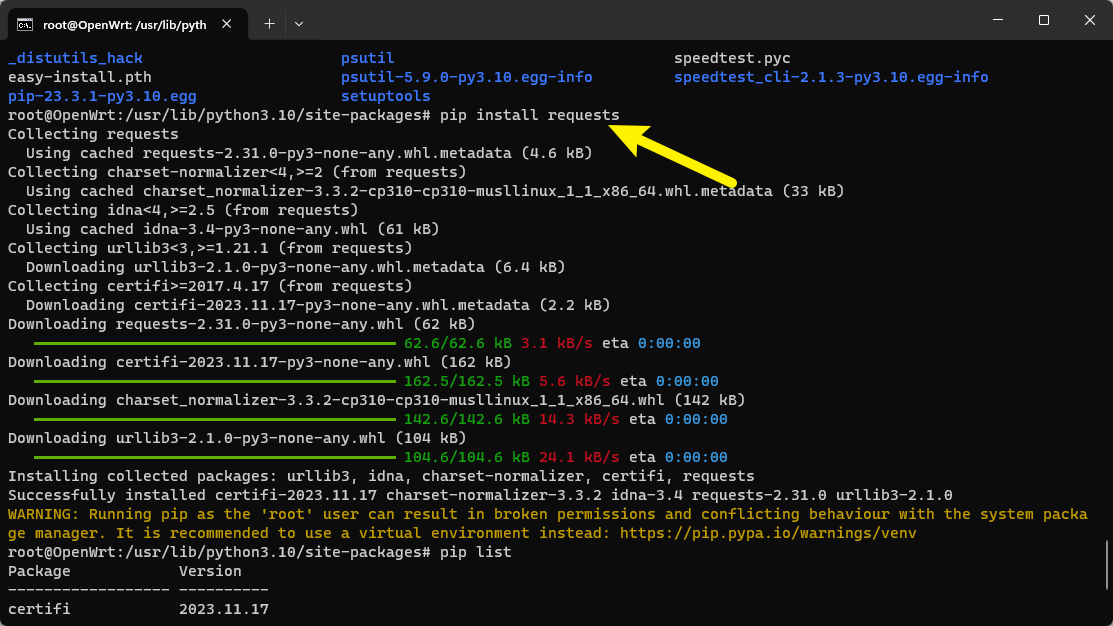 root@OpenWrt: /usr/lib/pyth
_distutils_hack psutil speedtest.pyc
easy-install.pth psutil-5.9.0-py3.10.egg-info speedtest_cli-2.1.3-py3.10.egg-info
pip-23.3.1-py3.10.egg setuptools
root@OpenWrt:/usr/lib/python3.10/site-packages# pip install requests
Collecting requests
  Using cached requests-2.31.0-py3-none-any.whl.metadata (4.6 kB)
Collecting charset-normalizer<4,>=2 (from requests)
  Using cached charset_normalizer-3.3.2-cp310-cp310-musllinux_1_1_x86_64.whl.metadata (33 kB)
Collecting idna<4,>=2.5 (from requests)
  Using cached idna-3.4-py3-none-any.whl (61 kB)
Collecting urllib3<3,>=1.21.1 (from requests)
  Downloading urllib3-2.1.0-py3-none-any.whl.metadata (6.4 kB)
Collecting certifi>=2017.4.17 (from requests)
  Downloading certifi-2023.11.17-py3-none-any.whl.metadata (2.2 kB)
Downloading requests-2.31.0-py3-none-any.whl (62 kB)
62.6/62.6 kB 3.1 kB/s eta 0:00:00
Downloading certifi-2023.11.17-py3-none-any.whl (162 kB)
162.5/162.5 kB 5.6 kB/s eta 0:00:00
Downloading charset_normalizer-3.3.2-cp310-cp310-musllinux_1_1_x86_64.whl (142 kB)
142.6/142.6 kB 14.3 kB/s eta 0:00:00
Downloading urllib3-2.1.0-py3-none-any.whl (104 kB)
104.6/104.6 kB 24.1 kB/s eta 0:00:00
Installing collected packages: urllib3, idna, charset-normalizer, certifi, requests
Successfully installed certifi-2023.11.17 charset-normalizer-3.3.2 idna-3.4 requests-2.31.0 urllib3-2.1.0
WARNING: Running pip as the 'root' user can result in broken permissions and conflicting behaviour with the system packa
ge manager. It is recommended to use a virtual environment instead: https://pip.pypa.io/warnings/venv
root@OpenWrt:/usr/lib/python3.10/site-packages# pip list
Package Version
------------------ ----------
certifi 2023.11.17